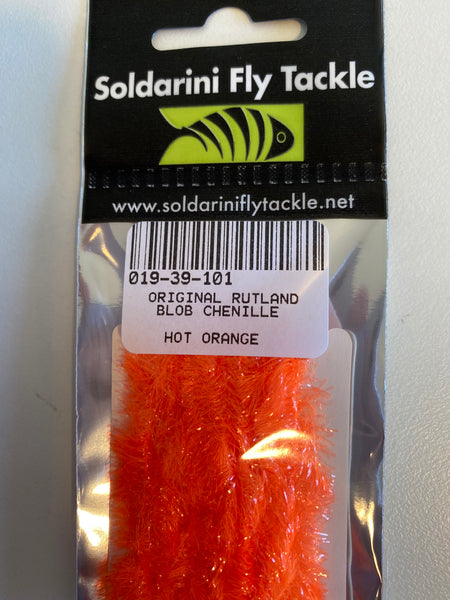 Soldarini Fly Tackle
www.soldariniflytackle.net
019-39-101
ORIGINAL RUTLAND
BLOB CHENILLE
HOT ORANGE